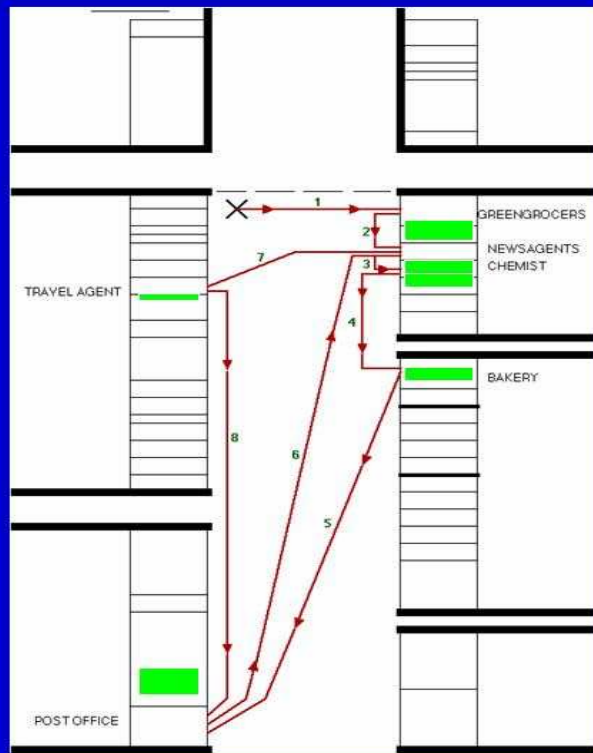 1
GREENGROCERS
2
NEWSAGENTS
7
3
CHEMIST
TRAVEL AGENT
4
BAKERY
8
6
5
POST OFFICE